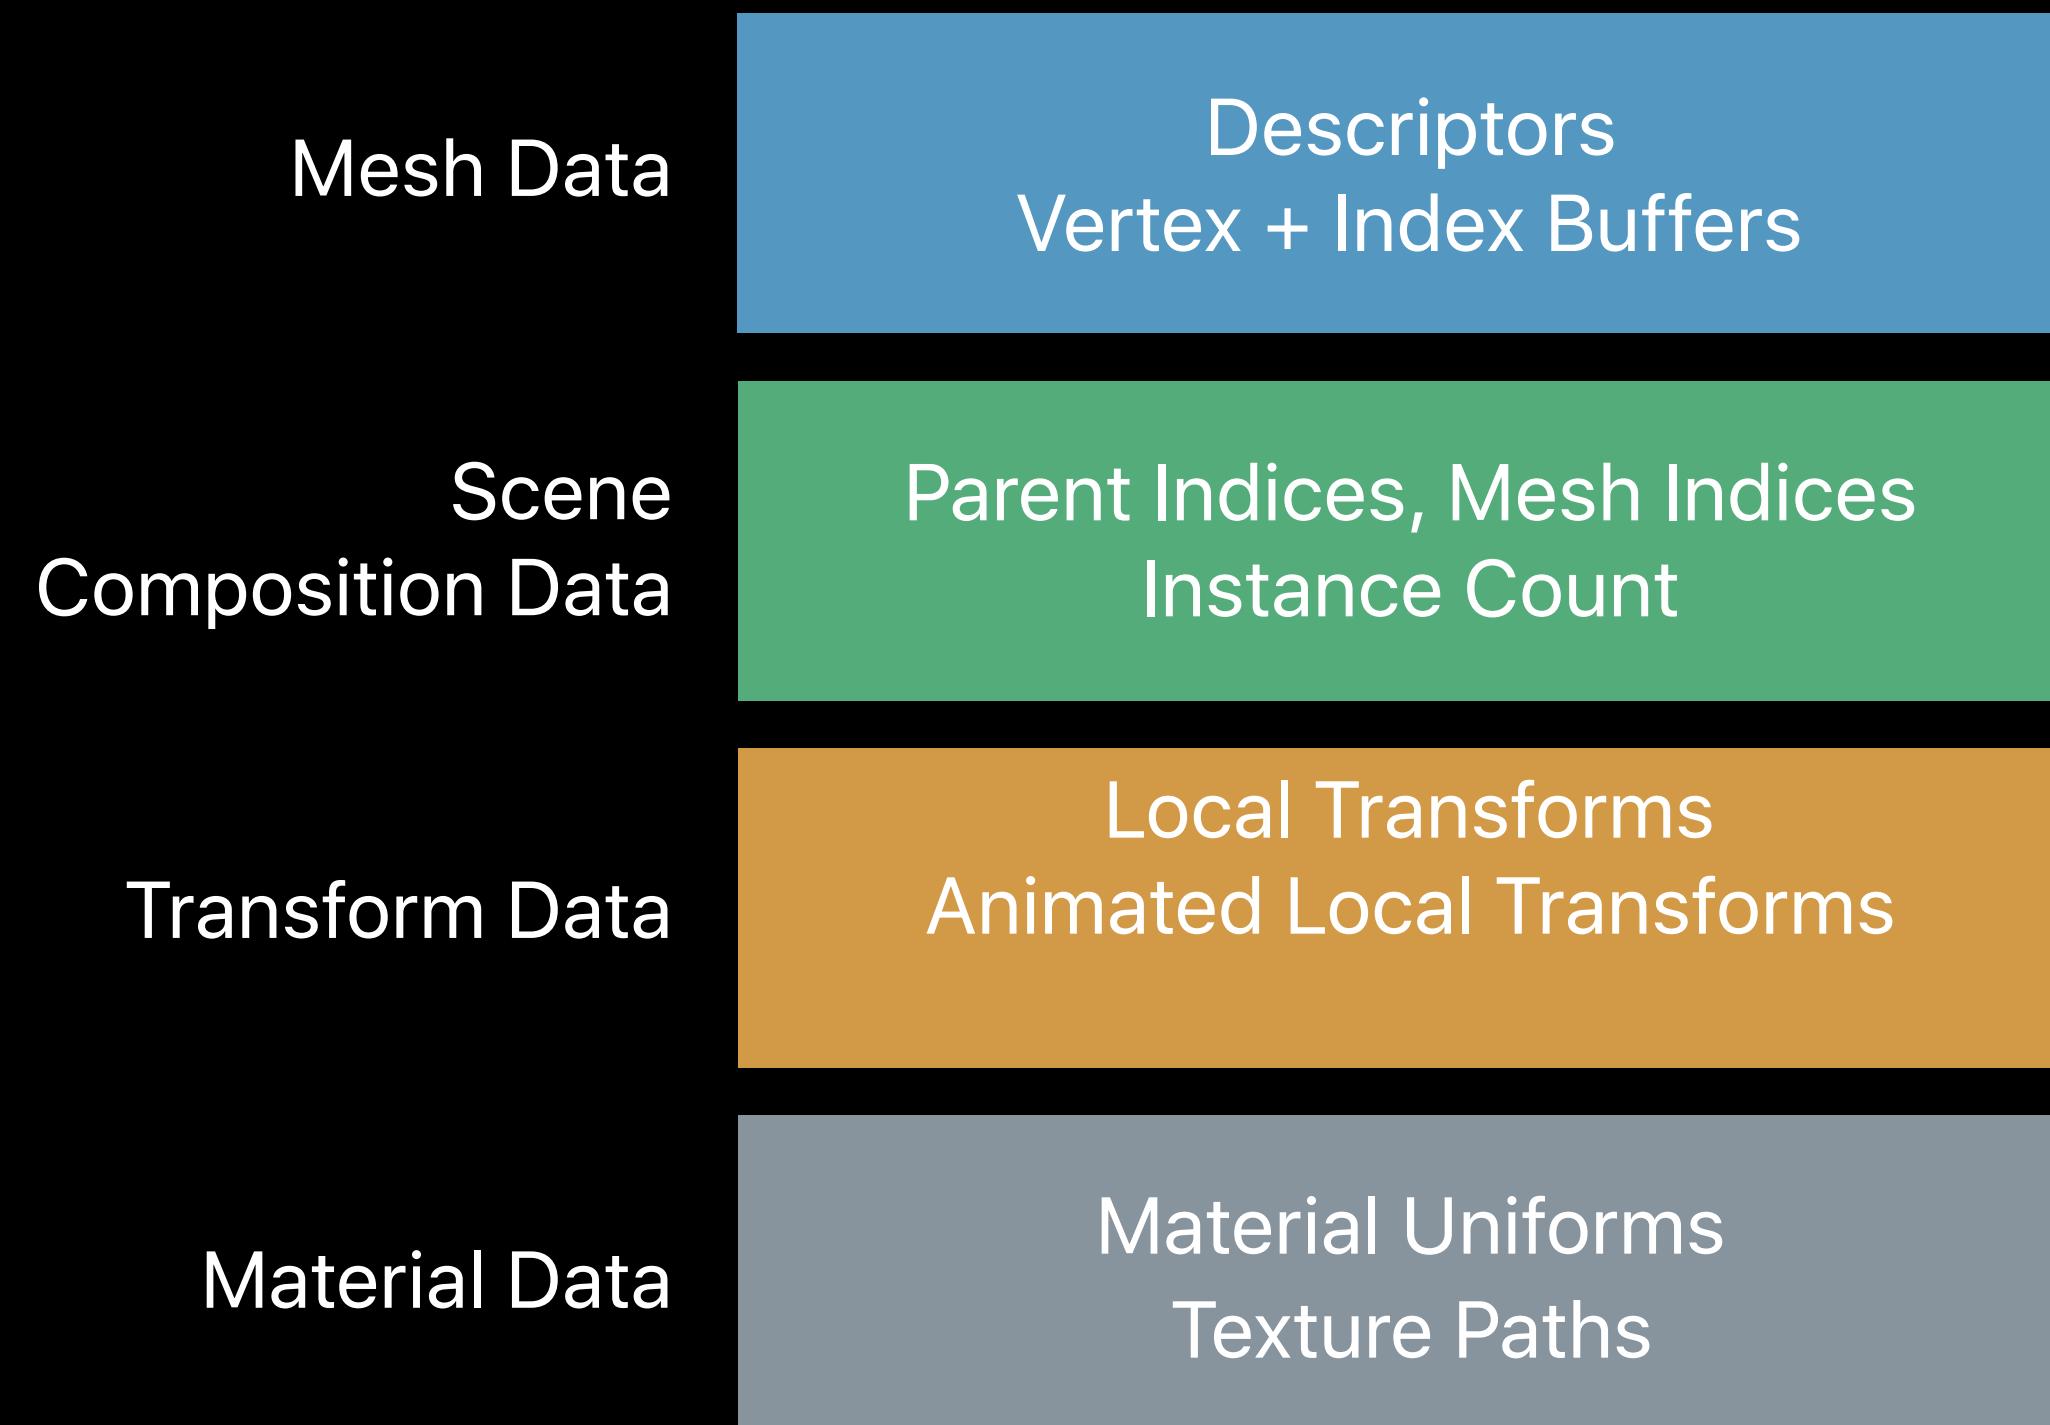 Mesh Data
Descriptors
Vertex + Index Buffers
Scene
Composition Data
Parent Indices, Mesh Indices
Instance Count
Transform Data
Local Transforms
Animated Local Transforms
Material Data
Material Uniforms
Texture Paths